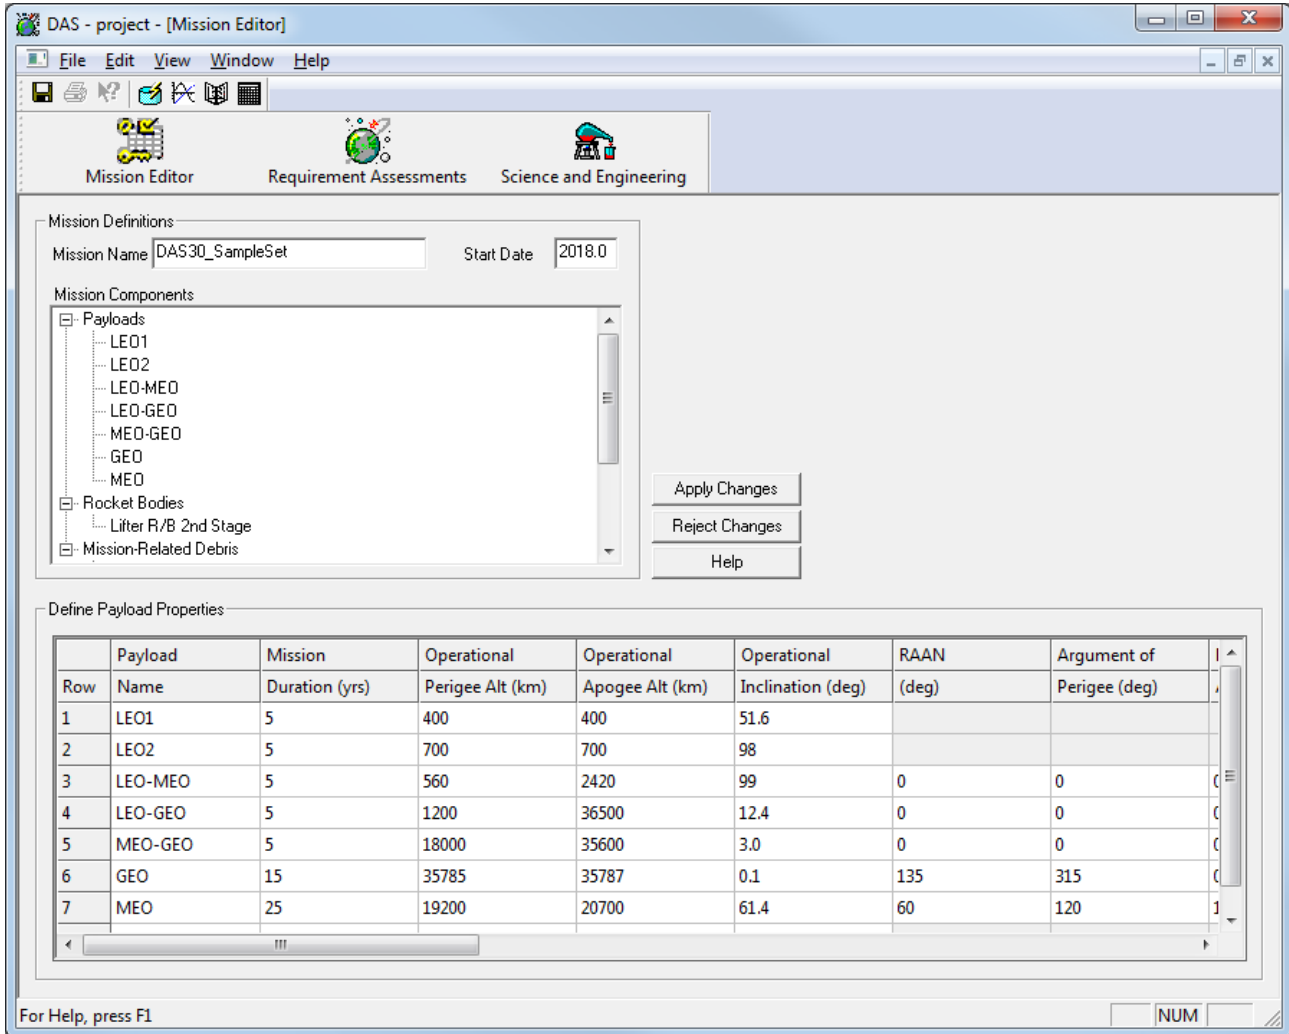 DAS - project - [Mission Editor]
File Edit View Window Help
Mission Editor Requirement Assessments Science and Engineering
Mission Definitions
Mission Name DAS30_SampleSet Start Date 2018.0
Mission Components
Payloads
LEO1
LEO2
LEO-MEO
LEO-GEO
MEO-GEO
GEO
MEO
Rocket Bodies
Lifter R/B 2nd Stage
Mission-Related Debris
Apply Changes
Reject Changes
Help
Define Payload Properties
Payload Mission Operational Operational Operational RAAN Argument of
Row Name Duration (yrs) Perigee Alt (km) Apogee Alt (km) Inclination (deg) (deg) Perigee (deg)
1 LEO1 5 400 400 51.6
2 LEO2 5 700 700 98
3 LEO-MEO 5 560 2420 99 0 0
4 LEO-GEO 5 1200 36500 12.4 0 0
5 MEO-GEO 5 18000 35600 3.0 0 0
6 GEO 15 35785 35787 0.1 135 315
7 MEO 25 19200 20700 61.4 60 120
For Help, press F1 NUM